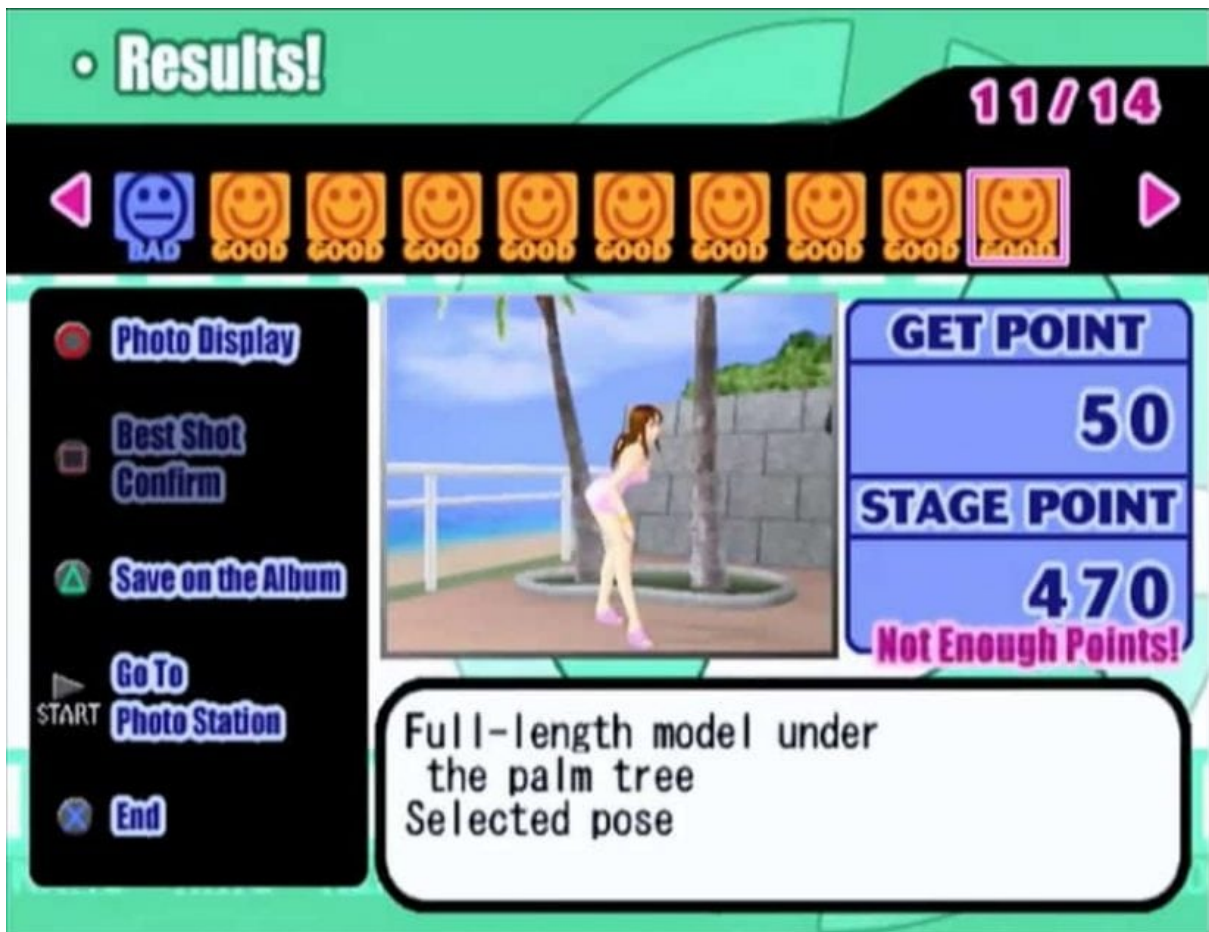 • Results!
11/14
BAD GOOD GOOD GOOD GOOD GOOD GOOD GOOD GOOD GOOD
Photo Display
Best Shot
Confirm
Save on the Album
Go To
START Photo Station
End
GET POINT
50
STAGE POINT
470
Not Enough Points!
Full-length model under
the palm tree
Selected pose